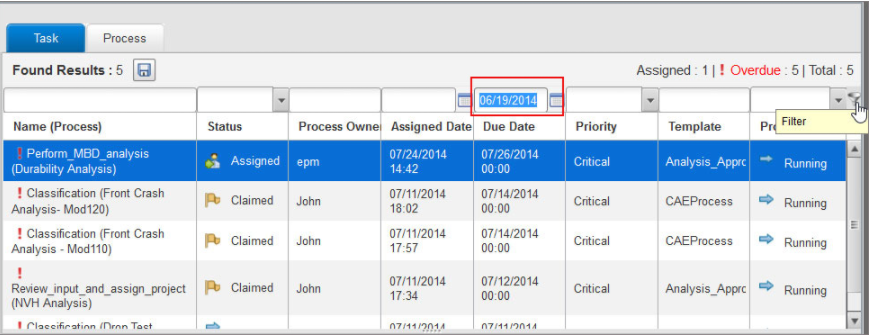 Task Process
Found Results : 5 Assigned : 1 | ! Overdue : 5 | Total : 5
06/19/2014
Filter
Name (Process) Status Process Owne Assigned Date Due Date Priority Template Pr
! Perform_MBD_analysis
(Durability Analysis) Assigned epm 07/24/2014
14:42 07/26/2014
00:00 Critical Analysis_Apprc Running
! Classification (Front Crash
Analysis- Mod120) Claimed John 07/11/2014
18:02 07/14/2014
00:00 Critical CAEProcess Running
! Classification (Front Crash
Analysis - Mod110) Claimed John 07/11/2014
17:57 07/14/2014
00:00 Critical CAEProcess Running
!
Review_input_and_assign_project
(NVH Analysis) Claimed John 07/11/2014
17:34 07/12/2014
00:00 Critical Analysis_Apprc Running
! Classification (Drop Test 07/11/2014 07/11/2014